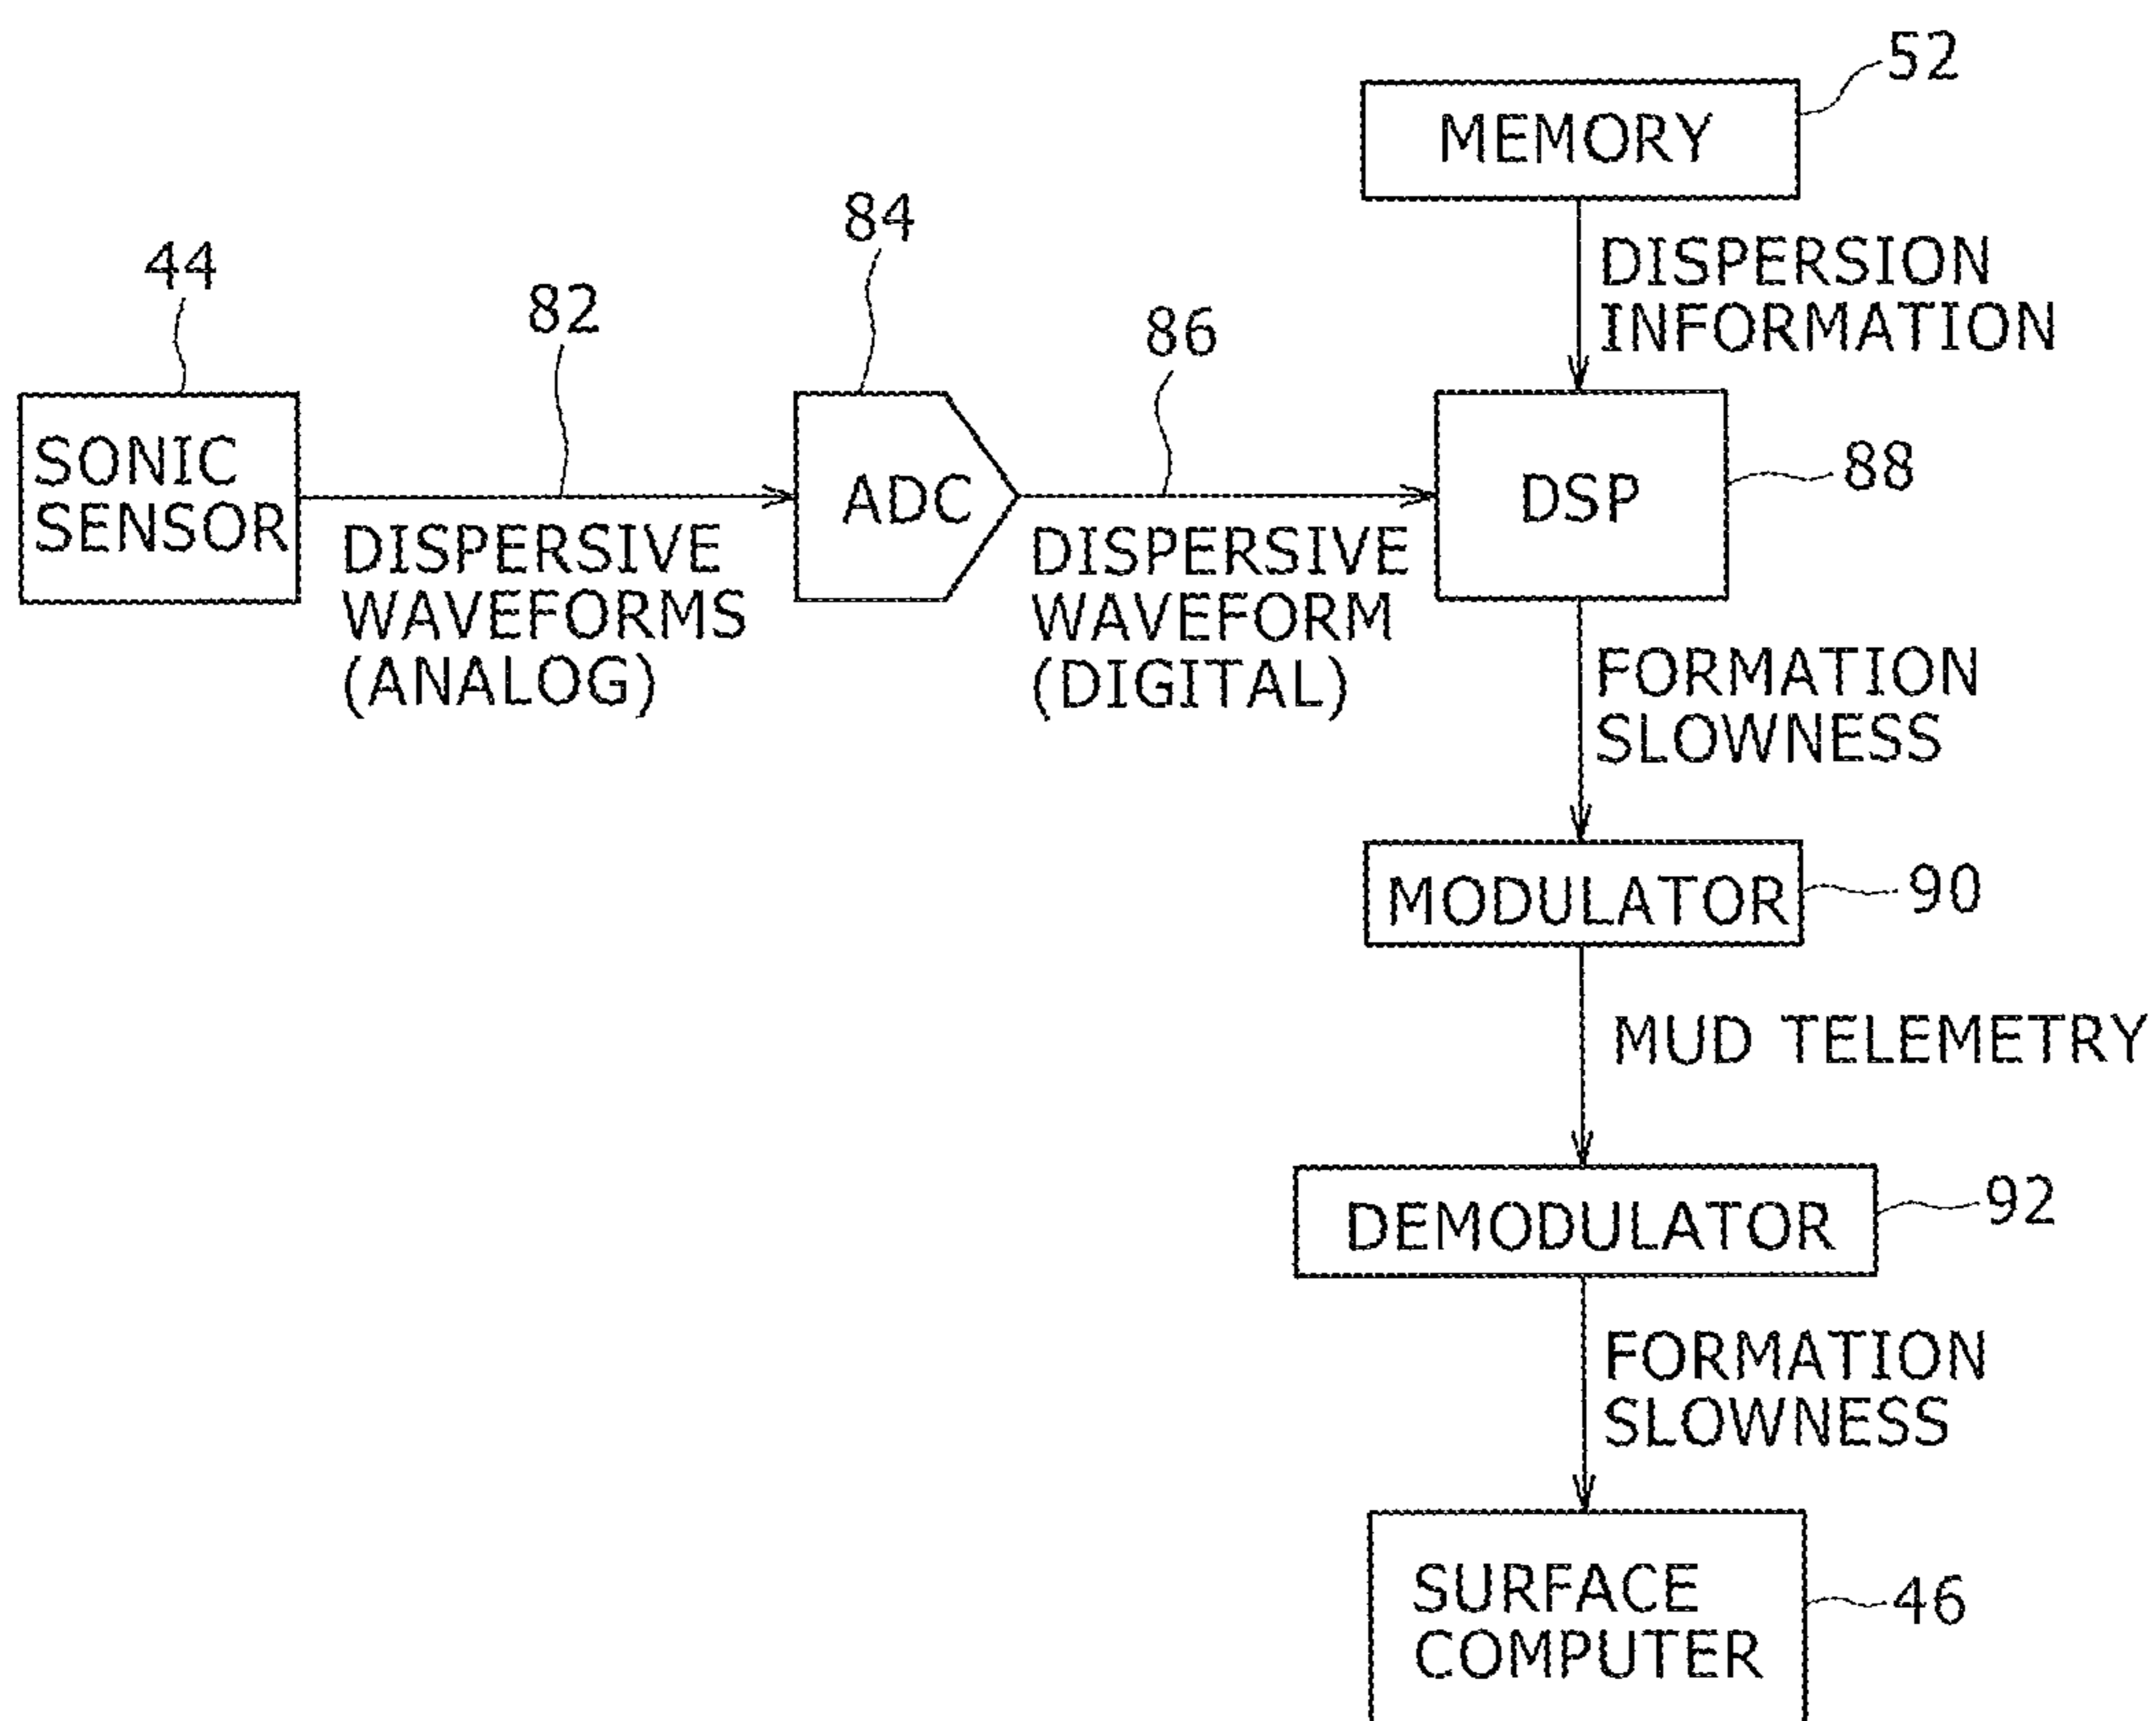 52
MEMORY
84
44
DISPERSION
INFORMATION
82
86
SONIC
SENSOR
ADC
DSP
88
DISPERSIVE
WAVEFORMS
(ANALOG)
DISPERSIVE
WAVEFORM
(DIGITAL)
FORMATION
SLOWNESS
MODULATOR
90
MUD TELEMETRY
DEMODULATOR
92
FORMATION
SLOWNESS
SURFACE
COMPUTER
46